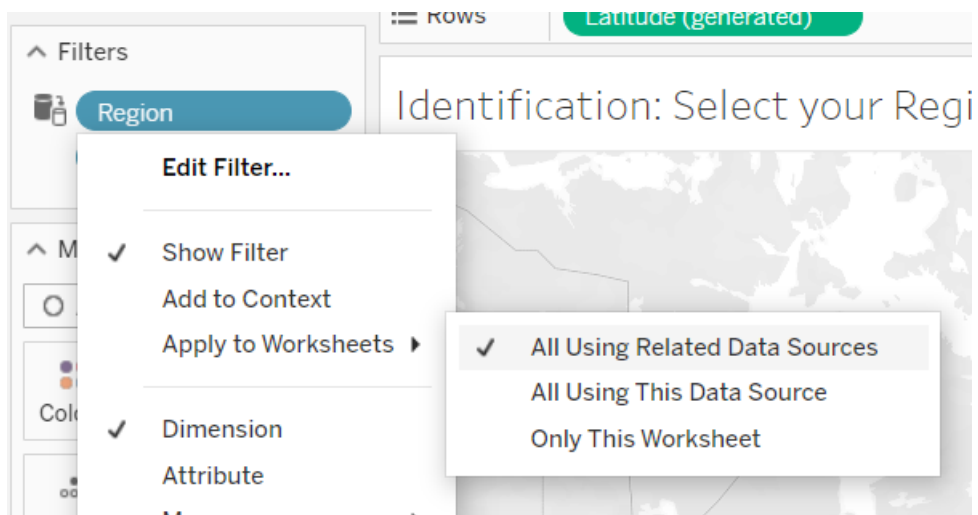 Rows
Latitude (generated)
Filters
Region
Identification: Select your Regi
Edit Filter...
M
Show Filter
Add to Context
Apply to Worksheets
All Using Related Data Sources
All Using This Data Source
Only This Worksheet
Colo
Dimension
Attribute